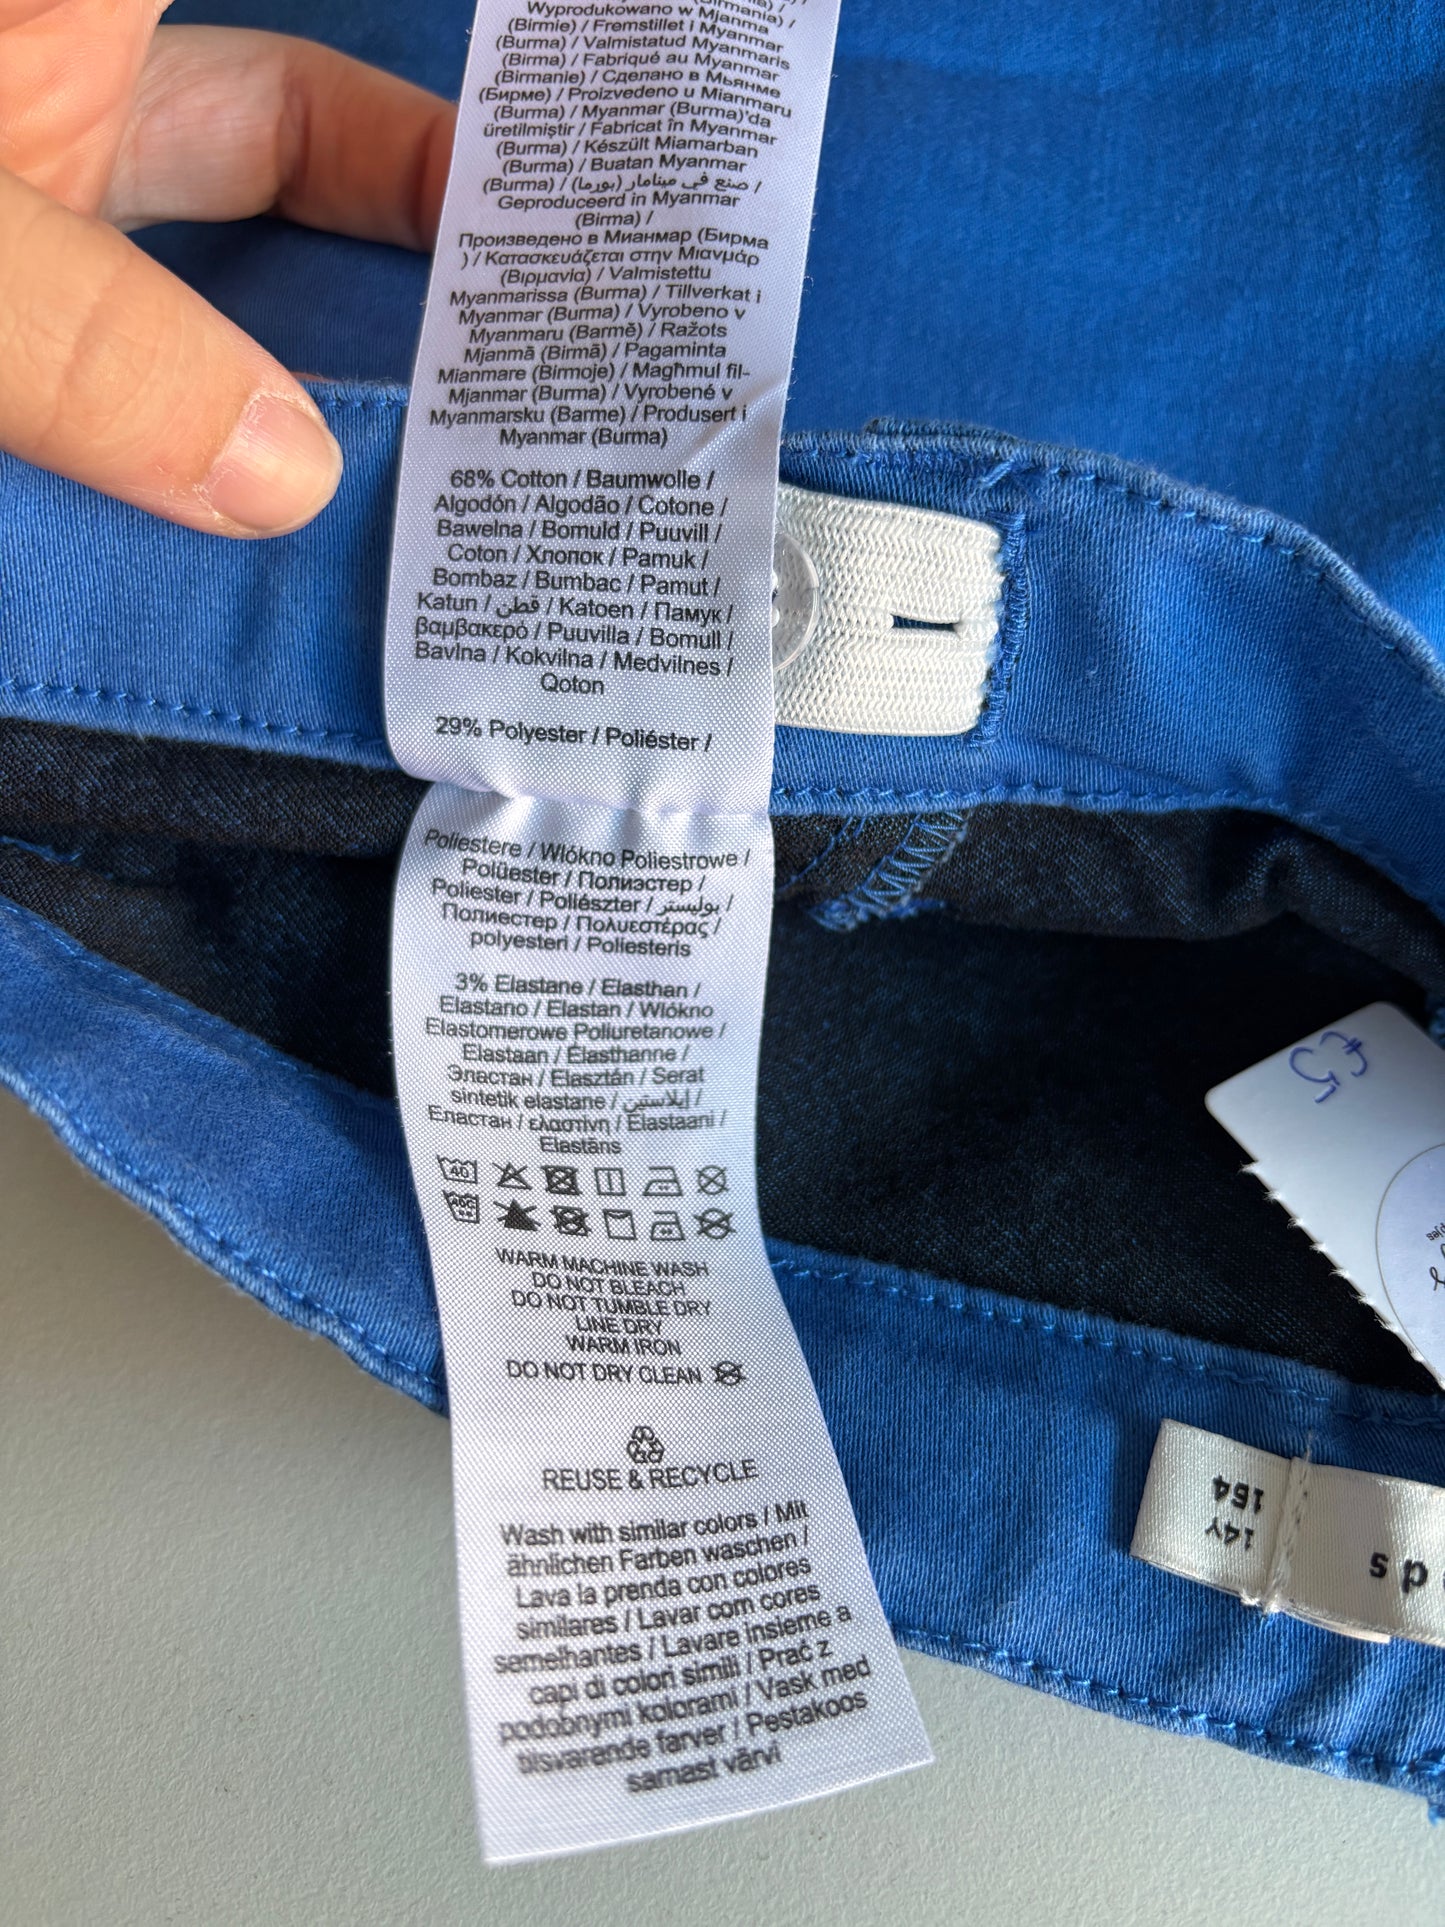 Wyprodukowano w Mjanma
(Birmie) / Fremstillet i Myanmar
(Burma) / Valmistatud Myanmaris
(Birma) / Fabriqué au Myanmar
(Birmanie) / Сделано в Мьянме
(Бирме) / Proizvedeno u Mianmaru
(Burma) / Myanmar (Burma)'da
üretilmiştir / Fabricat în Myanmar
(Burma) / Készült Miamarban
(Burma) / Buatan Myanmar
(Burma) / صنع في مينامار (بورما) /
Geproduceerd in Myanmar
(Birma) /
Произведено в Мианмар (Бирма
) / Κατασκευάζεται στην Μιανμάρ
(Βιρμανία) / Valmistettu
Myanmarissa (Burma) / Tillverkat i
Myanmar (Burma) / Vyrobeno v
Myanmaru (Barmě) / Ražots
Mjanmā (Birmā) / Pagaminta
Mianmare (Birmoje) / Magħmul fil-
Mjanmar (Burma) / Vyrobené v
Myanmarsku (Barme) / Produsert i
Myanmar (Burma)
68% Cotton / Baumwolle /
Algodón / Algodão / Cotone /
Bawełna / Bomuld / Puuvill /
Coton / Хлопок / Pamuk /
Bombaz / Bumbac / Pamut /
Katun / قطن / Katoen / Памук /
βαμβακερό / Puuvilla / Bomull /
Bavlna / Kokvilna / Medvilnes /
Qoton
29% Polyester / Poliéster /
Poliestere / Włókno Poliestrowe /
Polüester / Полиэстер /
Poliester / Poliészter / بوليستر /
Полиестер / Πολυεστέρας /
polyesteri / Poliesteris
3% Elastane / Elasthan /
Elastano / Elastan / Włókno
Elastomerowe Poliuretanowe /
Elastaan / Élasthanne /
Эластан / Elasztán / Serat
sintetik elastane / إيلاستين /
Еластан / ελαστίνη / Elastaani /
Elastāns
40
40C
WARM MACHINE WASH
DO NOT BLEACH
DO NOT TUMBLE DRY
LINE DRY
WARM IRON
DO NOT DRY CLEAN
REUSE & RECYCLE
Wash with similar colors / Mit
ähnlichen Farben waschen /
Lava la prenda con colores
similares / Lavar com cores
semelhantes / Lavare insieme a
capi di colori simili / Prać z
podobnymi kolorami / Vask med
tilsvarende farver / Pestakoos
samast värvi
14Y
164
ds